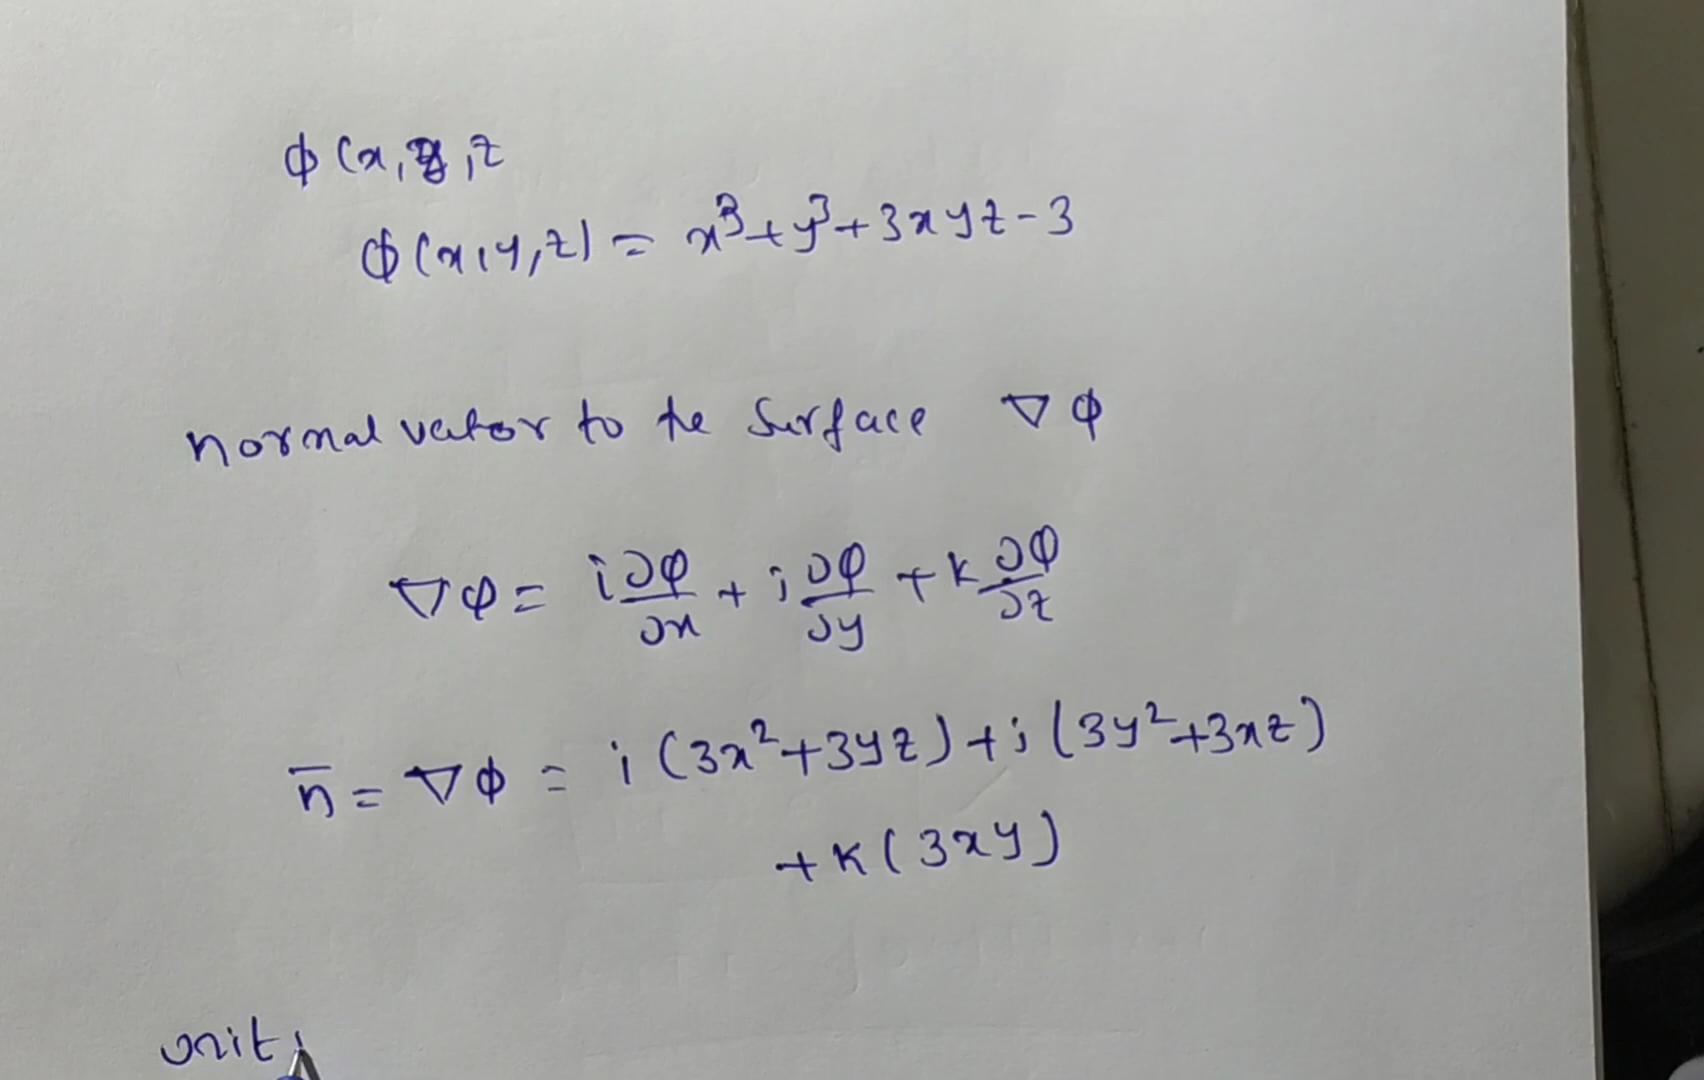 ϕ(x,y,z
ϕ(x,y,z) = x³+y³+3xyz-3
normal vector to the surface ∇ϕ
∇ϕ = i ∂ϕ/∂x + j ∂ϕ/∂y + k ∂ϕ/∂z
n̅ = ∇ϕ = i (3x²+3yz) + j (3y²+3xz)
+ k (3xy)
unit